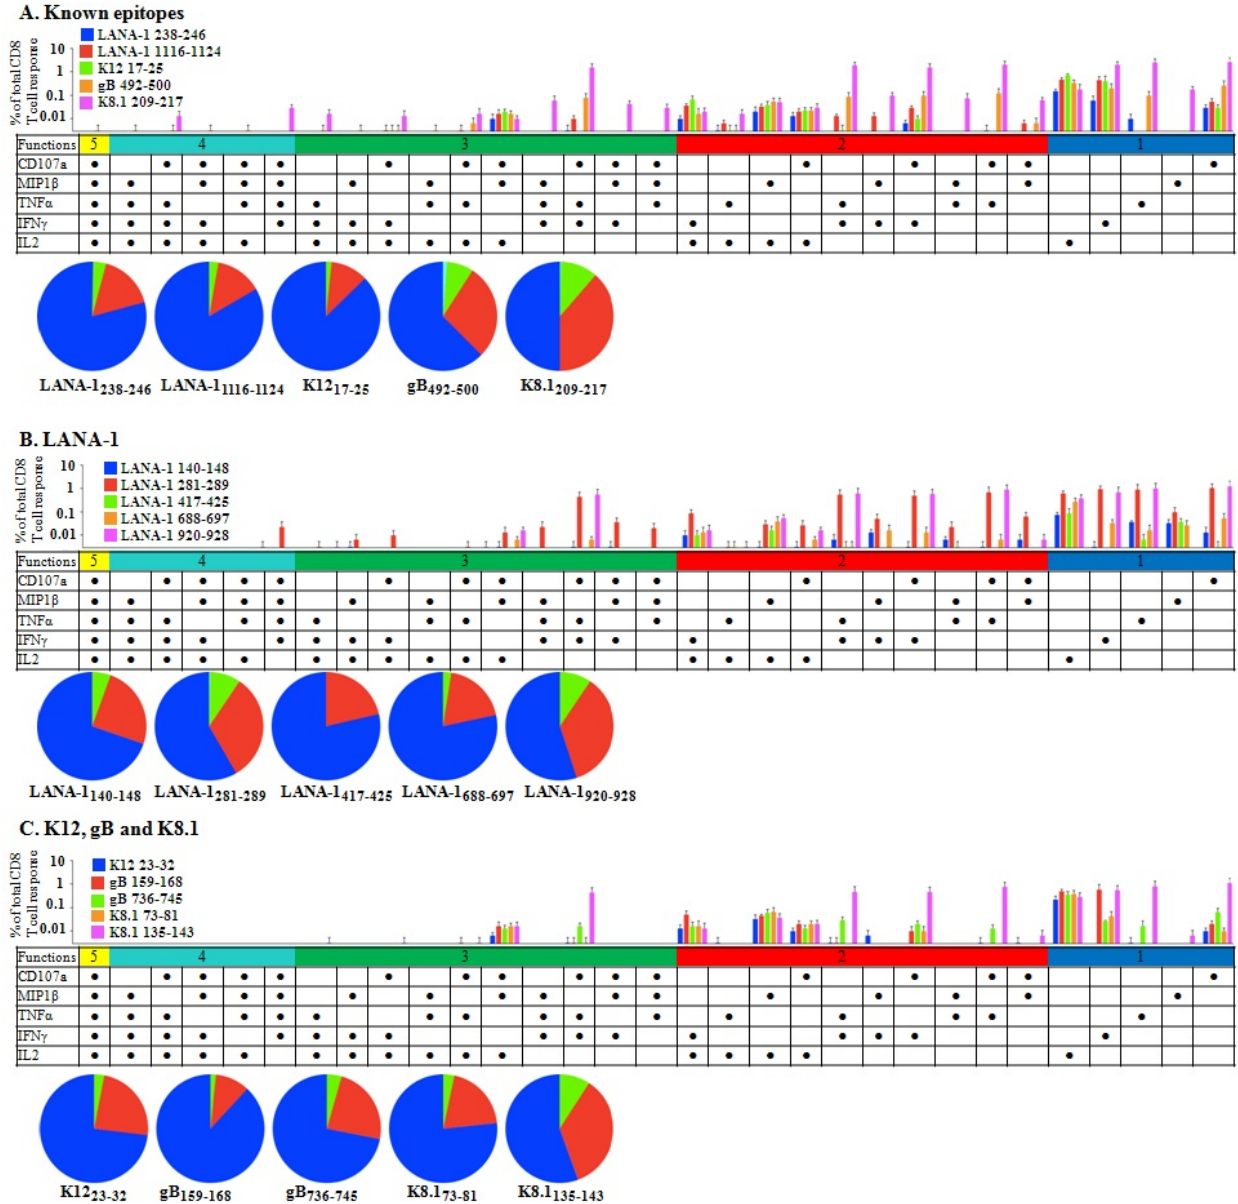 A. Known epitopes
% of total CD8
T cell response
10
1
0.1
0.01
LANA-1 238-246
LANA-1 1116-1124
K12 17-25
gB 492-500
K8.1 209-217
Functions 5 4 3 2 1
CD107a
MIP1β
TNFα
IFNγ
IL2
LANA-1238-246 LANA-11116-1124 K1217-25 gB492-500 K8.1209-217
B. LANA-1
% of total CD8
T cell response
10
1
0.1
0.01
LANA-1 140-148
LANA-1 281-289
LANA-1 417-425
LANA-1 688-697
LANA-1 920-928
Functions 5 4 3 2 1
CD107a
MIP1β
TNFα
IFNγ
IL2
LANA-1140-148 LANA-1281-289 LANA-1417-425 LANA-1688-697 LANA-1920-928
C. K12, gB and K8.1
% of total CD8
T cell response
10
1
0.1
0.01
K12 23-32
gB 159-168
gB 736-745
K8.1 73-81
K8.1 135-143
Functions 5 4 3 2 1
CD107a
MIP1β
TNFα
IFNγ
IL2
K1223-32 gB159-168 gB736-745 K8.173-81 K8.1135-143